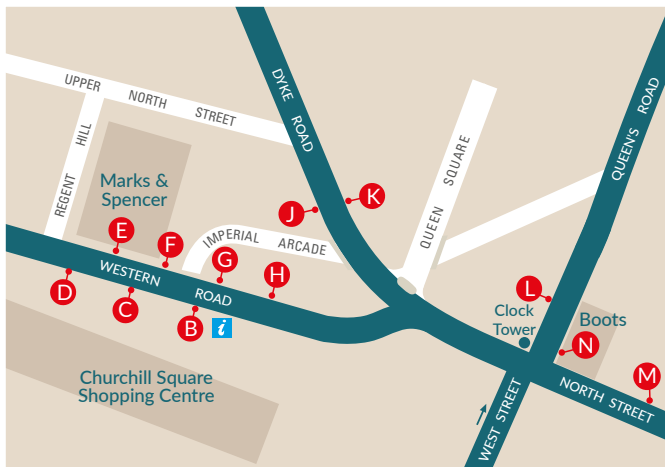 UPPER NORTH STREET
DYKE ROAD
QUEEN'S ROAD
REGENT HILL
Marks &
Spencer
QUEEN SQUARE
K
J
E
F
IMPERIAL ARCADE
G
H
WESTERN ROAD
D
C
B
i
L
Clock
Tower
Boots
N
M
Churchill Square
Shopping Centre
WEST STREET
NORTH STREET